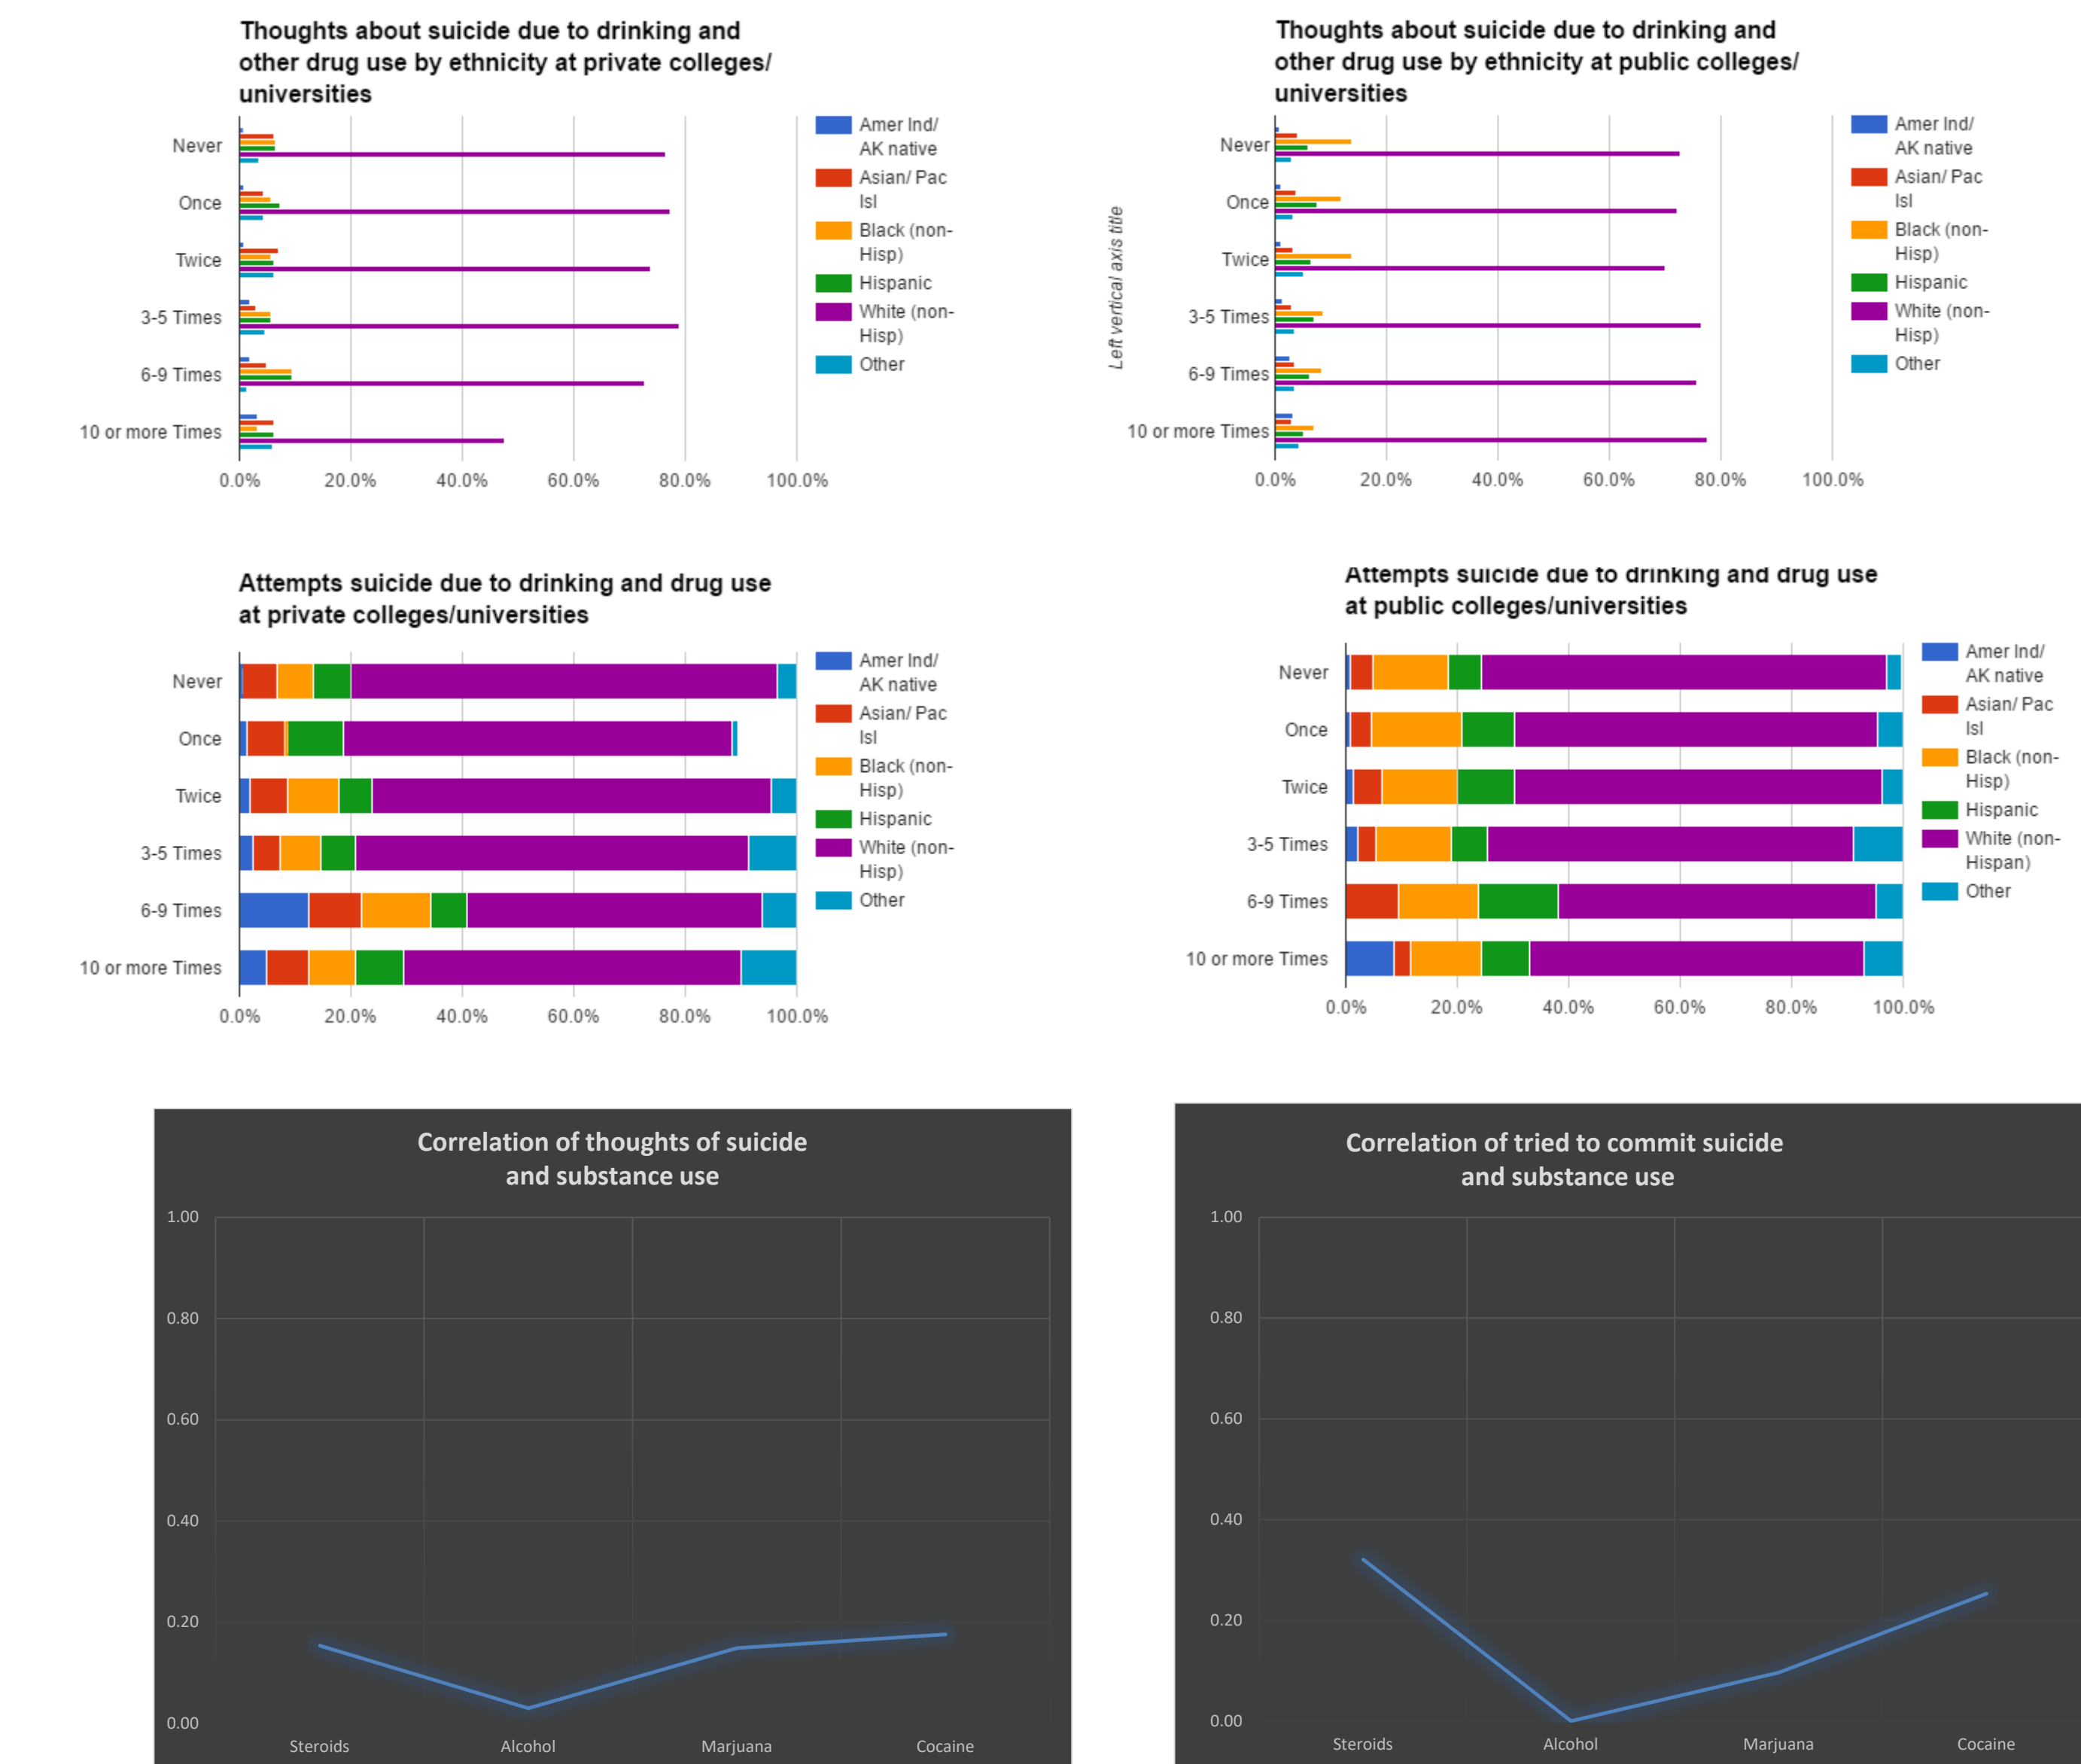 Thoughts about suicide due to drinking and
other drug use by ethnicity at private colleges/
universities
Never
Once
Twice
3-5 Times
6-9 Times
10 or more Times
0.0%
20.0%
40.0%
60.0%
80.0%
100.0%
Amer Ind/
AK native
Asian/ Pac
Isl
Black (non-
Hisp)
Hispanic
White (non-
Hisp)
Other
Thoughts about suicide due to drinking and
other drug use by ethnicity at public colleges/
universities
Left vertical axis title
Never
Once
Twice
3-5 Times
6-9 Times
10 or more Times
0.0%
20.0%
40.0%
60.0%
80.0%
100.0%
Amer Ind/
AK native
Asian/ Pac
Isl
Black (non-
Hisp)
Hispanic
White (non-
Hisp)
Other
Attempts suicide due to drinking and drug use
at private colleges/universities
Never
Once
Twice
3-5 Times
6-9 Times
10 or more Times
0.0%
20.0%
40.0%
60.0%
80.0%
100.0%
Amer Ind/
AK native
Asian/ Pac
Isl
Black (non-
Hisp)
Hispanic
White (non-
Hisp)
Other
Attempts suicide due to drinking and drug use
at public colleges/universities
Never
Once
Twice
3-5 Times
6-9 Times
10 or more Times
0.0%
20.0%
40.0%
60.0%
80.0%
100.0%
Amer Ind/
AK native
Asian/ Pac
Isl
Black (non-
Hisp)
Hispanic
White (non-
Hispan)
Other
Correlation of thoughts of suicide
and substance use
1.00
0.80
0.60
0.40
0.20
0.00
Steroids
Alcohol
Marjuana
Cocaine
Correlation of tried to commit suicide
and substance use
1.00
0.80
0.60
0.40
0.20
0.00
Steroids
Alcohol
Marjuana
Cocaine